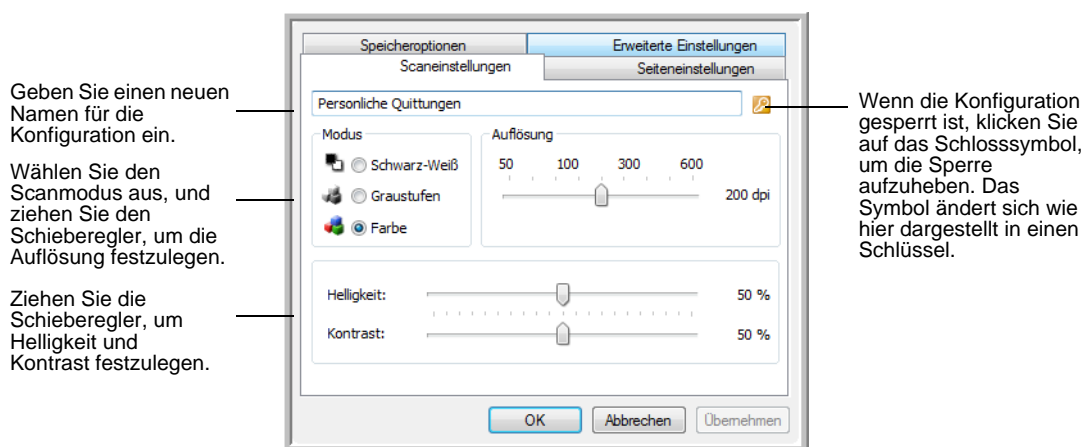 Geben Sie einen neuen
Namen für die
Konfiguration ein.
Wählen Sie den
Scanmodus aus, und
ziehen Sie den
Schieberegler, um die
Auflösung festzulegen.
Ziehen Sie die
Schieberegler, um
Helligkeit und
Kontrast festzulegen.
Speicheroptionen
Erweiterte Einstellungen
Scaneinstellungen
Seiteneinstellungen
Personliche Quittungen
Modus
Schwarz-Weiß
Graustufen
Farbe
Auflösung
50 100 300 600
200 dpi
Helligkeit: 50 %
Kontrast: 50 %
OK Abbrechen Übernehmen
Wenn die Konfiguration
gesperrt ist, klicken Sie
auf das Schlosssymbol,
um die Sperre
aufzuheben. Das
Symbol ändert sich wie
hier dargestellt in einen
Schlüssel.